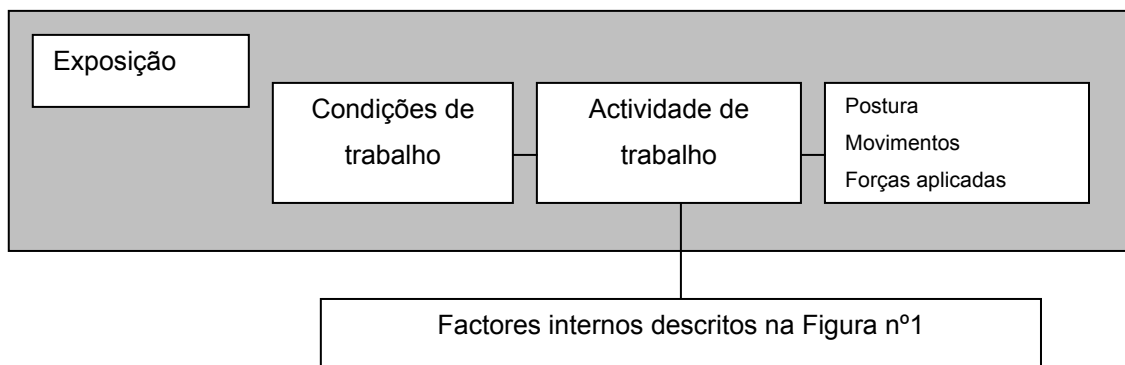 Exposição
Condições de
trabalho
Actividade de
trabalho
Postura
Movimentos
Forças aplicadas
Factores internos descritos na Figura nº1